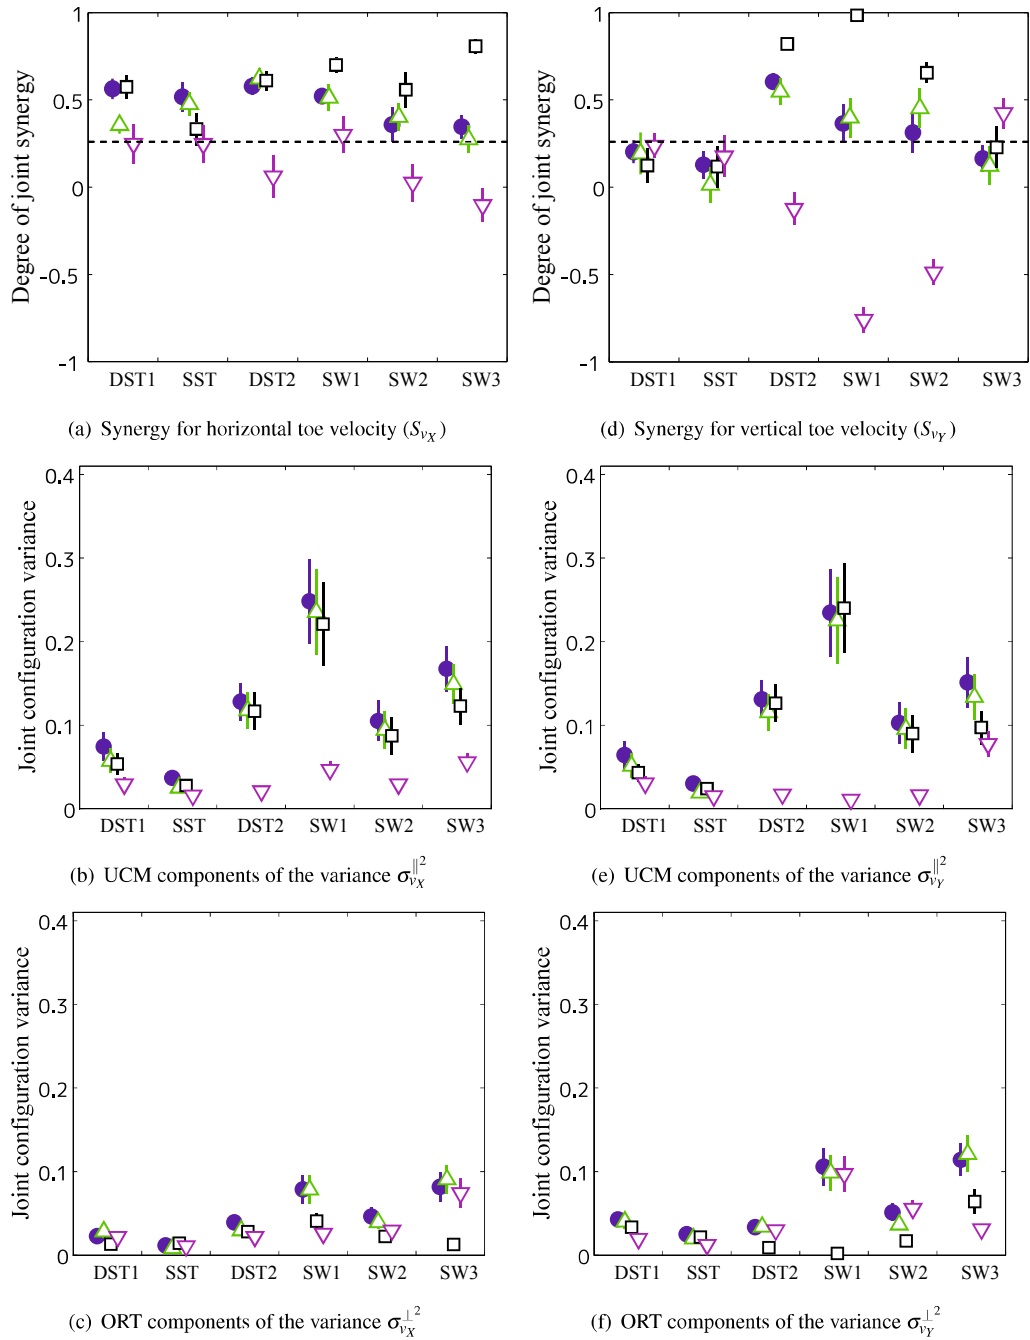 1
0.5
0
-0.5
-1
Degree of joint synergy
DST1 SST DST2 SW1 SW2 SW3
(a) Synergy for horizontal toe velocity (S_{v_X})
1
0.5
0
-0.5
-1
Degree of joint synergy
DST1 SST DST2 SW1 SW2 SW3
(d) Synergy for vertical toe velocity (S_{v_Y})
0.4
0.3
0.2
0.1
0
Joint configuration variance
DST1 SST DST2 SW1 SW2 SW3
(b) UCM components of the variance σ_{v_X}^{∥2}
0.4
0.3
0.2
0.1
0
Joint configuration variance
DST1 SST DST2 SW1 SW2 SW3
(e) UCM components of the variance σ_{v_Y}^{∥2}
0.4
0.3
0.2
0.1
0
Joint configuration variance
DST1 SST DST2 SW1 SW2 SW3
(c) ORT components of the variance σ_{v_X}^{⊥2}
0.4
0.3
0.2
0.1
0
Joint configuration variance
DST1 SST DST2 SW1 SW2 SW3
(f) ORT components of the variance σ_{v_Y}^{⊥2}